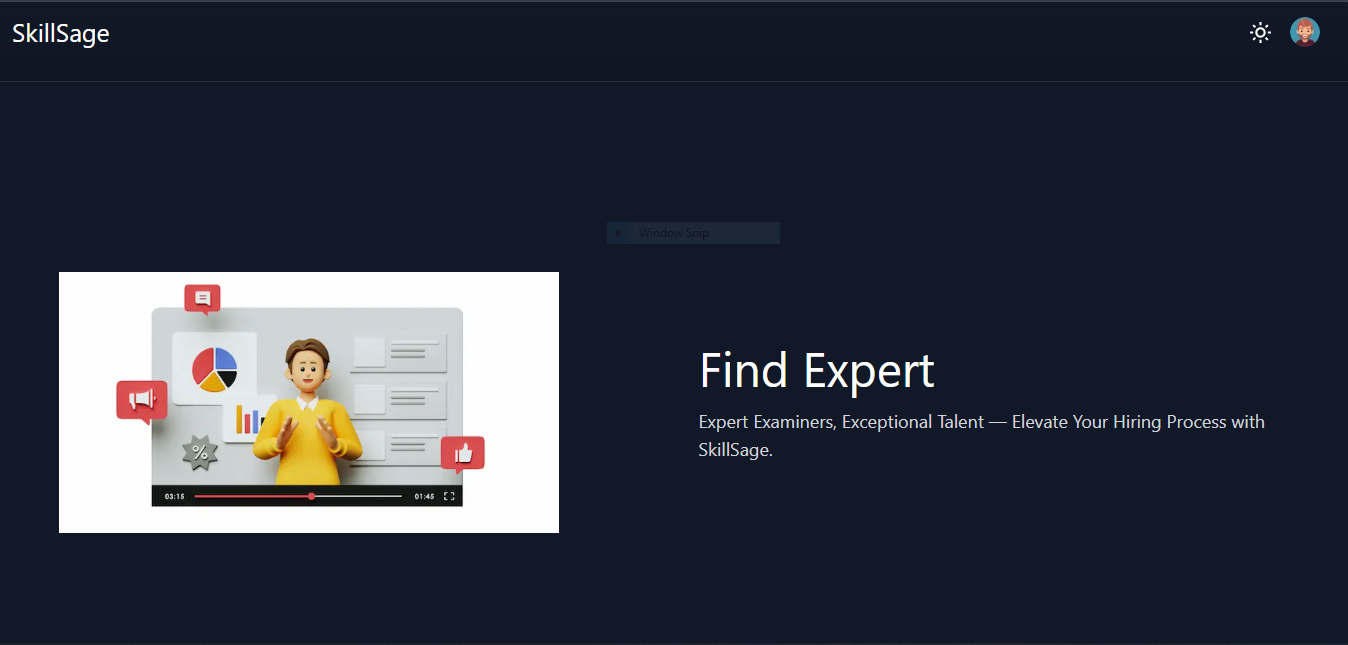 SkillSage
Window Snip
Find Expert
Expert Examiners, Exceptional Talent — Elevate Your Hiring Process with
SkillSage.
%
03:15
01:45